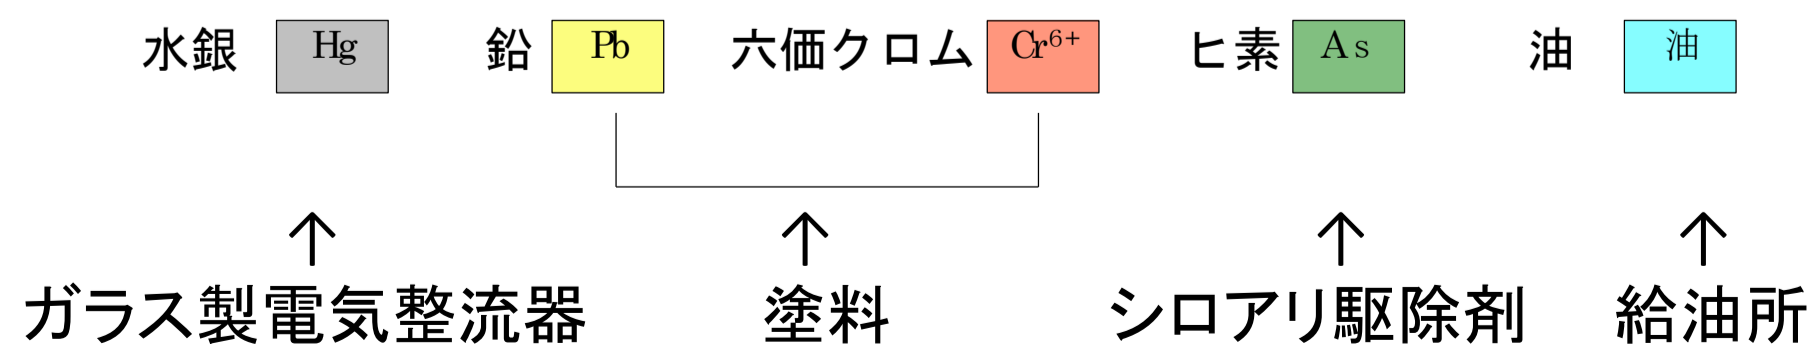 水銀 Hg 鉛 Pb 六価クロム Cr⁶⁺ ヒ素 As 油 油
↑ ↑ ↑ ↑
ガラス製電気整流器 塗料 シロアリ駆除剤 給油所